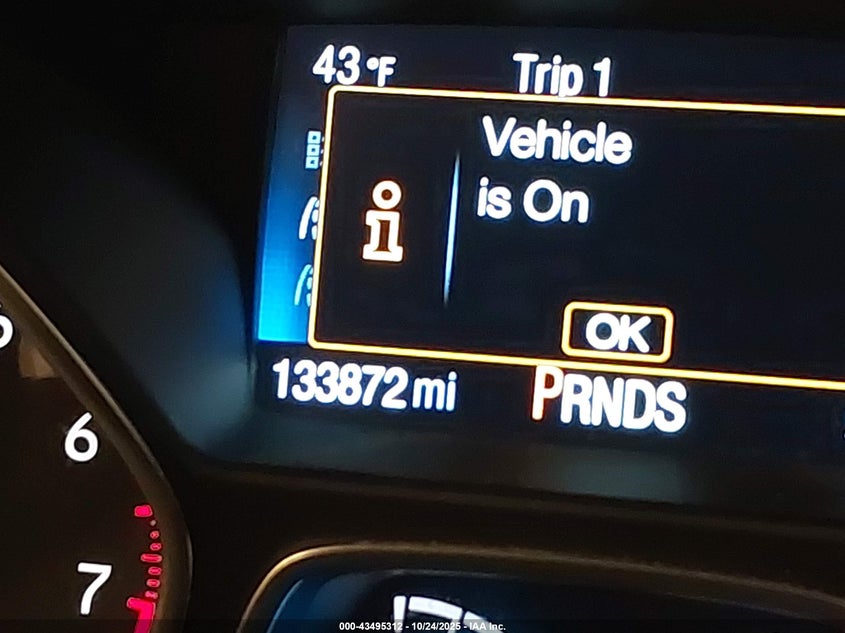 43°F Trip 1
Vehicle
is On
OK
133872 mi PRNDS
6
7
000-43495312 - 10/24/2025 - IAA Inc.